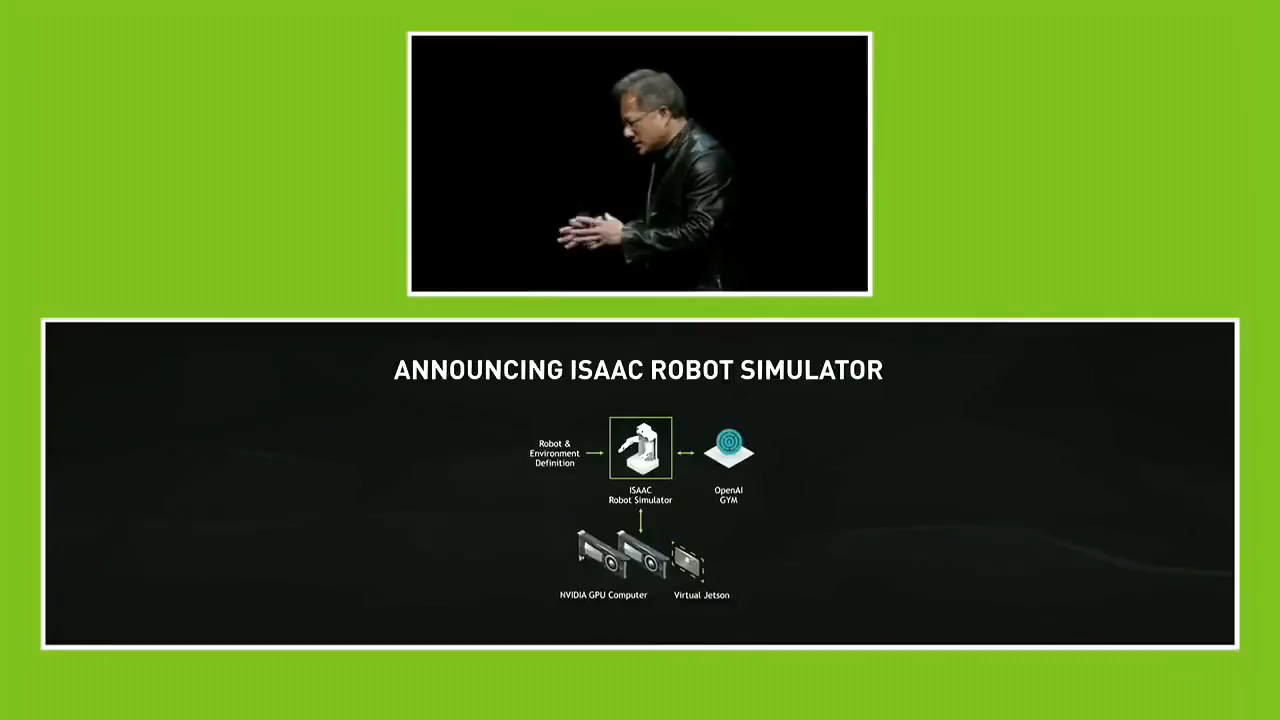 ANNOUNCING ISAAC ROBOT SIMULATOR
Robot &
Environment
Definition
ISAAC
Robot Simulator
OpenAI
GYM
NVIDIA GPU Computer
Virtual Jetson